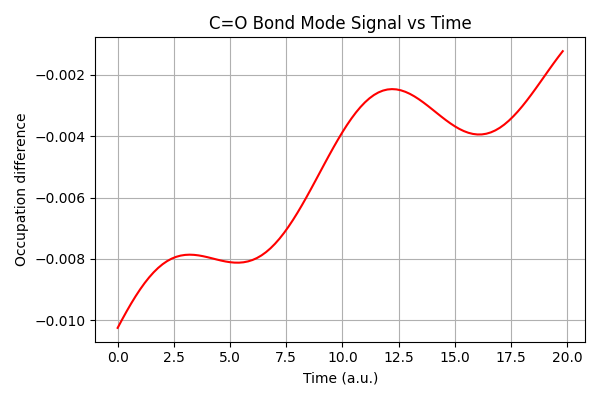 C=O Bond Mode Signal vs Time
Occupation difference
−0.002
−0.004
−0.006
−0.008
−0.010
0.0 2.5 5.0 7.5 10.0 12.5 15.0 17.5 20.0
Time (a.u.)